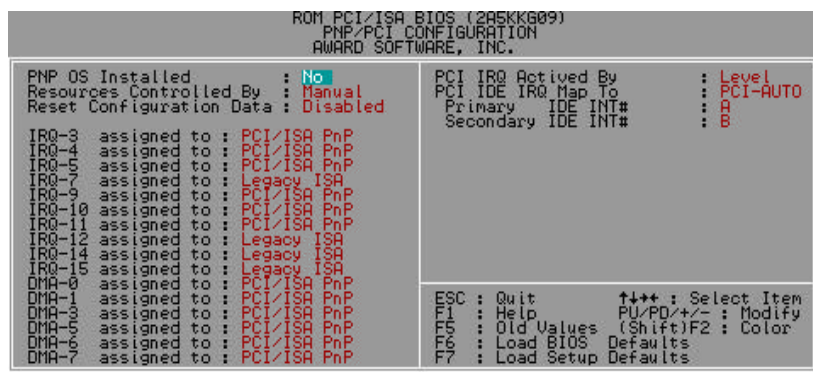 ROM PCI/ISA BIOS (2A5KKG09)
PNP/PCI CONFIGURATION
AWARD SOFTWARE, INC.
PNP OS Installed : No
Resources Controlled By : Manual
Reset Configuration Data : Disabled
IRQ-3 assigned to : PCI/ISA PnP
IRQ-4 assigned to : PCI/ISA PnP
IRQ-5 assigned to : PCI/ISA PnP
IRQ-7 assigned to : Legacy ISA
IRQ-9 assigned to : PCI/ISA PnP
IRQ-10 assigned to : PCI/ISA PnP
IRQ-11 assigned to : PCI/ISA PnP
IRQ-12 assigned to : Legacy ISA
IRQ-14 assigned to : Legacy ISA
IRQ-15 assigned to : Legacy ISA
DMA-0 assigned to : PCI/ISA PnP
DMA-1 assigned to : PCI/ISA PnP
DMA-3 assigned to : PCI/ISA PnP
DMA-5 assigned to : PCI/ISA PnP
DMA-6 assigned to : PCI/ISA PnP
DMA-7 assigned to : PCI/ISA PnP
PCI IRQ Actived By : Level
PCI IDE IRQ Map To : PCI-AUTO
Primary IDE INT# : A
Secondary IDE INT# : B
ESC : Quit ↑↓→← : Select Item
F1 : Help PU/PD/+/- : Modify
F5 : Old Values (Shift)F2 : Color
F6 : Load BIOS Defaults
F7 : Load Setup Defaults